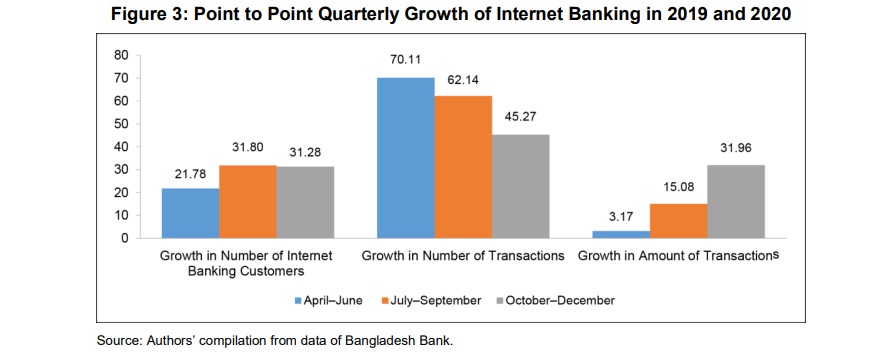 Figure 3: Point to Point Quarterly Growth of Internet Banking in 2019 and 2020
80
70
60
50
40
30
20
10
0
21.78
31.80
31.28
70.11
62.14
45.27
3.17
15.08
31.96
Growth in Number of Internet
Banking Customers
Growth in Number of Transactions
Growth in Amount of Transactions
April–June
July–September
October–December
Source: Authors' compilation from data of Bangladesh Bank.